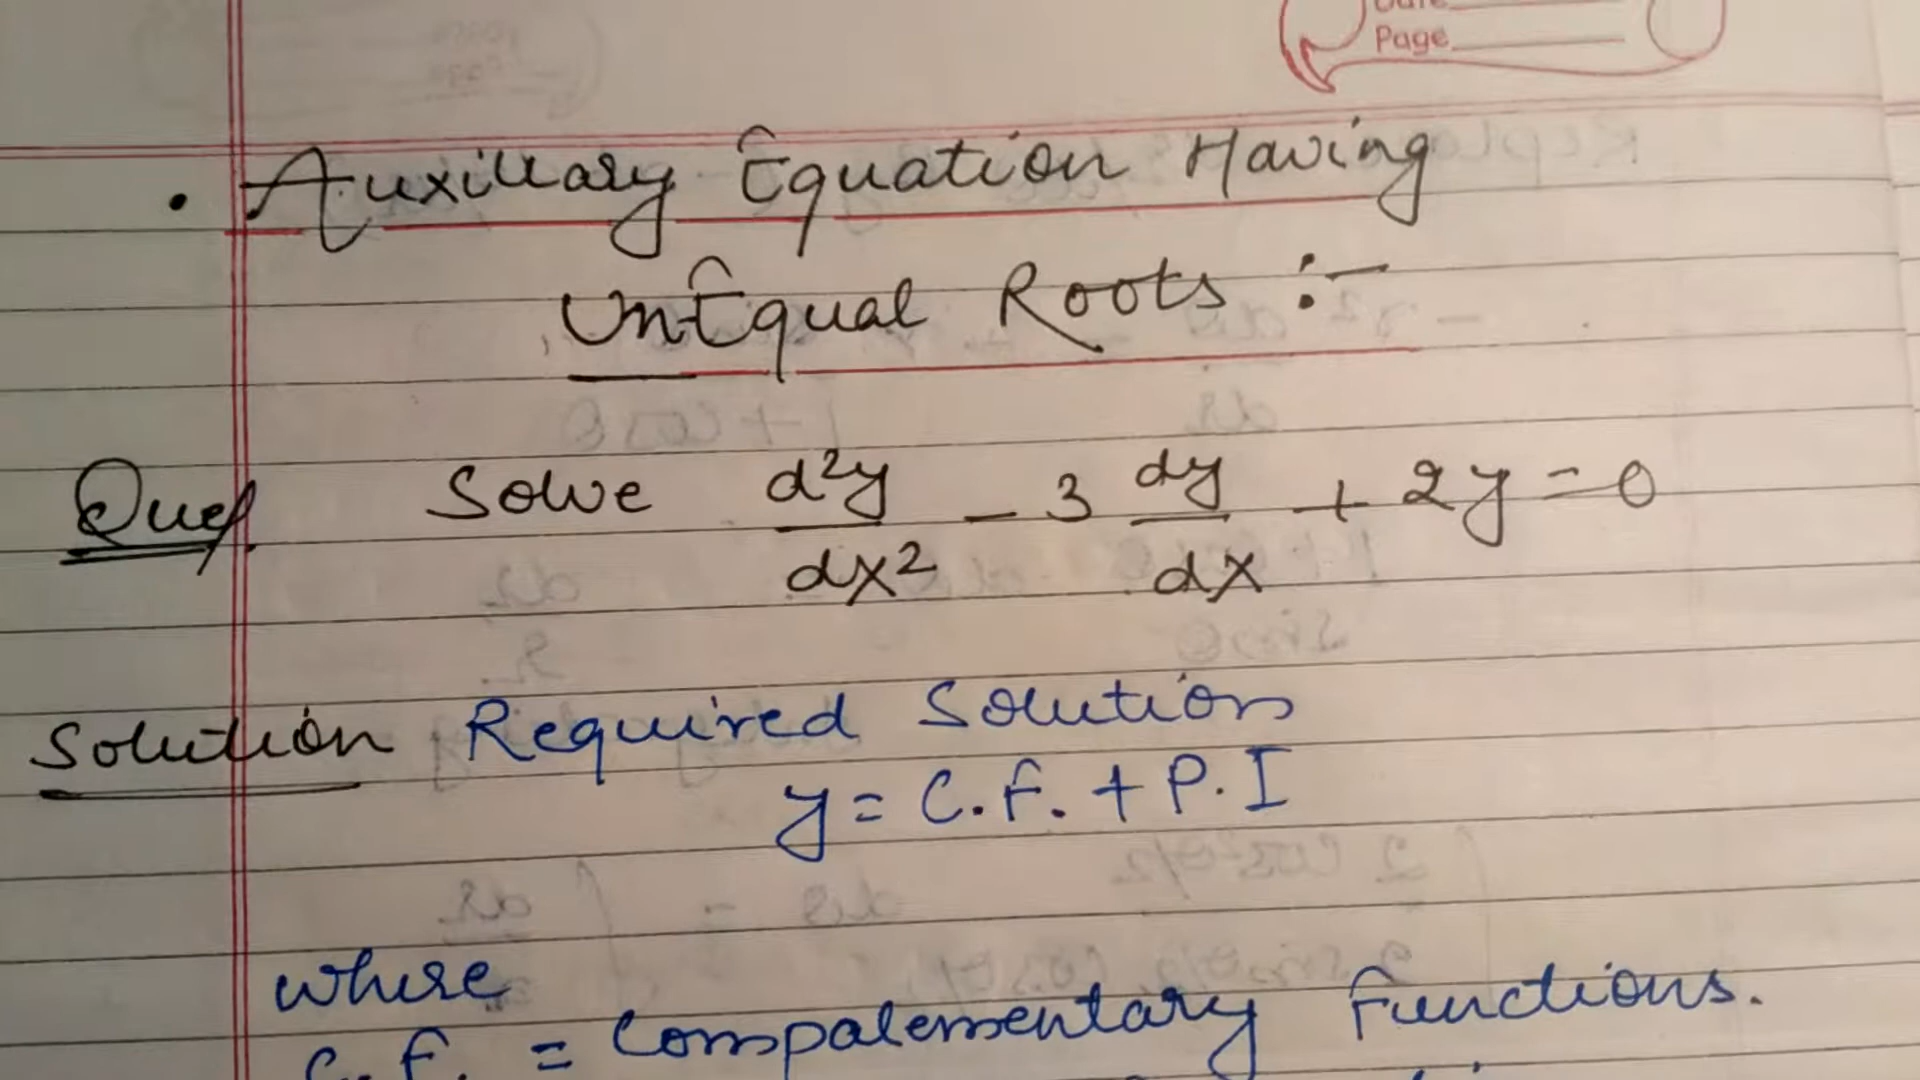 Date
Page
. Auxillary Equation Having
UnEqual Roots :-
Ques Solve d²y/dx² - 3 dy/dx + 2y = 0
Solution Required Solution
y = C.F. + P.I
where
C.F. = Compalementary Functions.